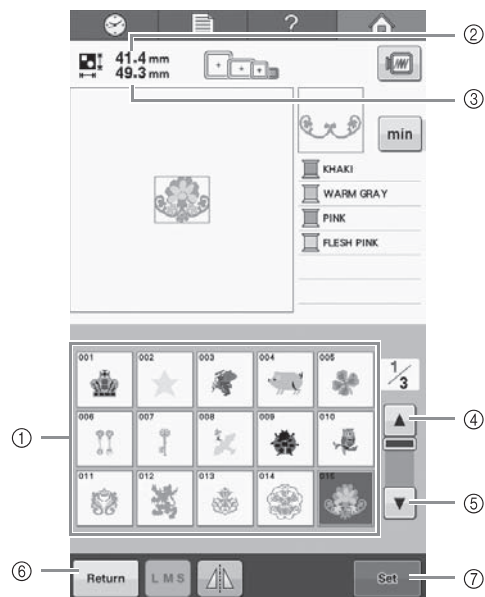 ?
②
41.4 mm
49.3 mm
③
min
KHAKI
WARM GRAY
PINK
FLESH PINK
001 002 003 004 005
1/3
006 007 008 009 010
① ④
011 012 013 014 015
⑤
⑥ Return L M S Set ⑦